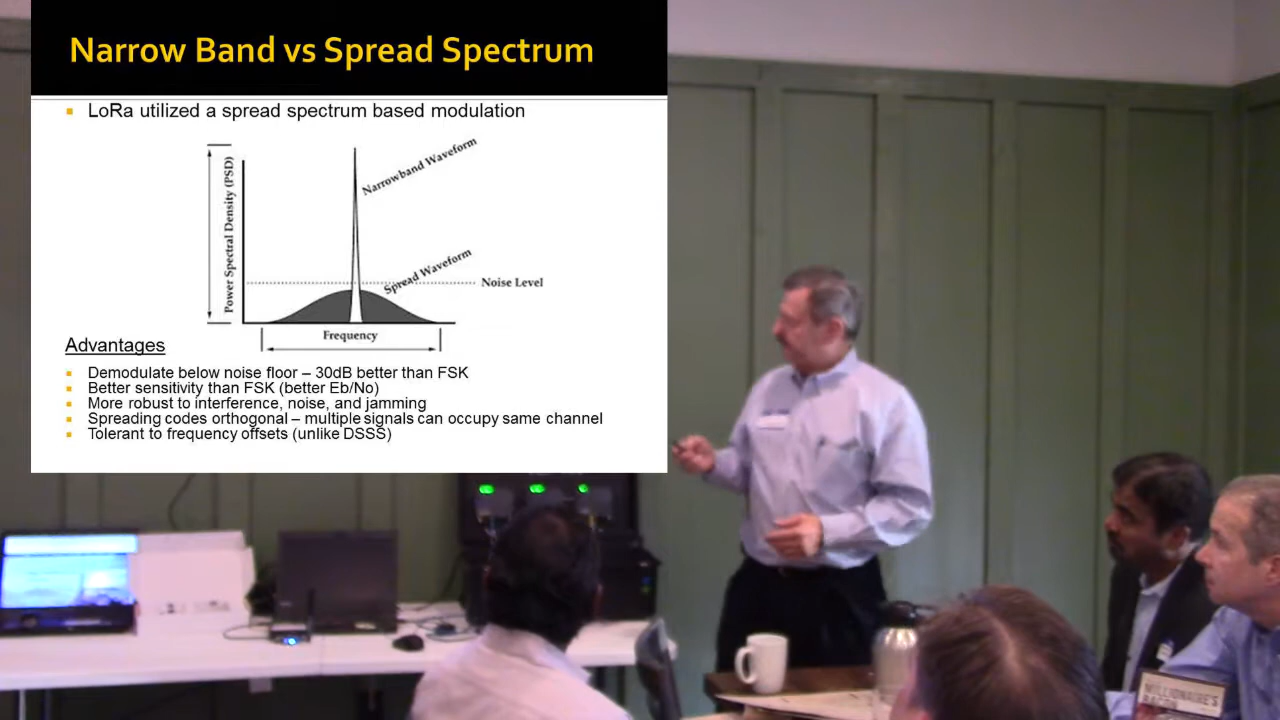 Narrow Band vs Spread Spectrum
LoRa utilized a spread spectrum based modulation
Power Spectral Density (PSD)
Narrowband Waveform
Spread Waveform
Noise Level
Frequency
Advantages
Demodulate below noise floor – 30dB better than FSK
Better sensitivity than FSK (better Eb/No)
More robust to interference, noise, and jamming
Spreading codes orthogonal – multiple signals can occupy same channel
Tolerant to frequency offsets (unlike DSSS)
MILLIONAIRE'S
BACON